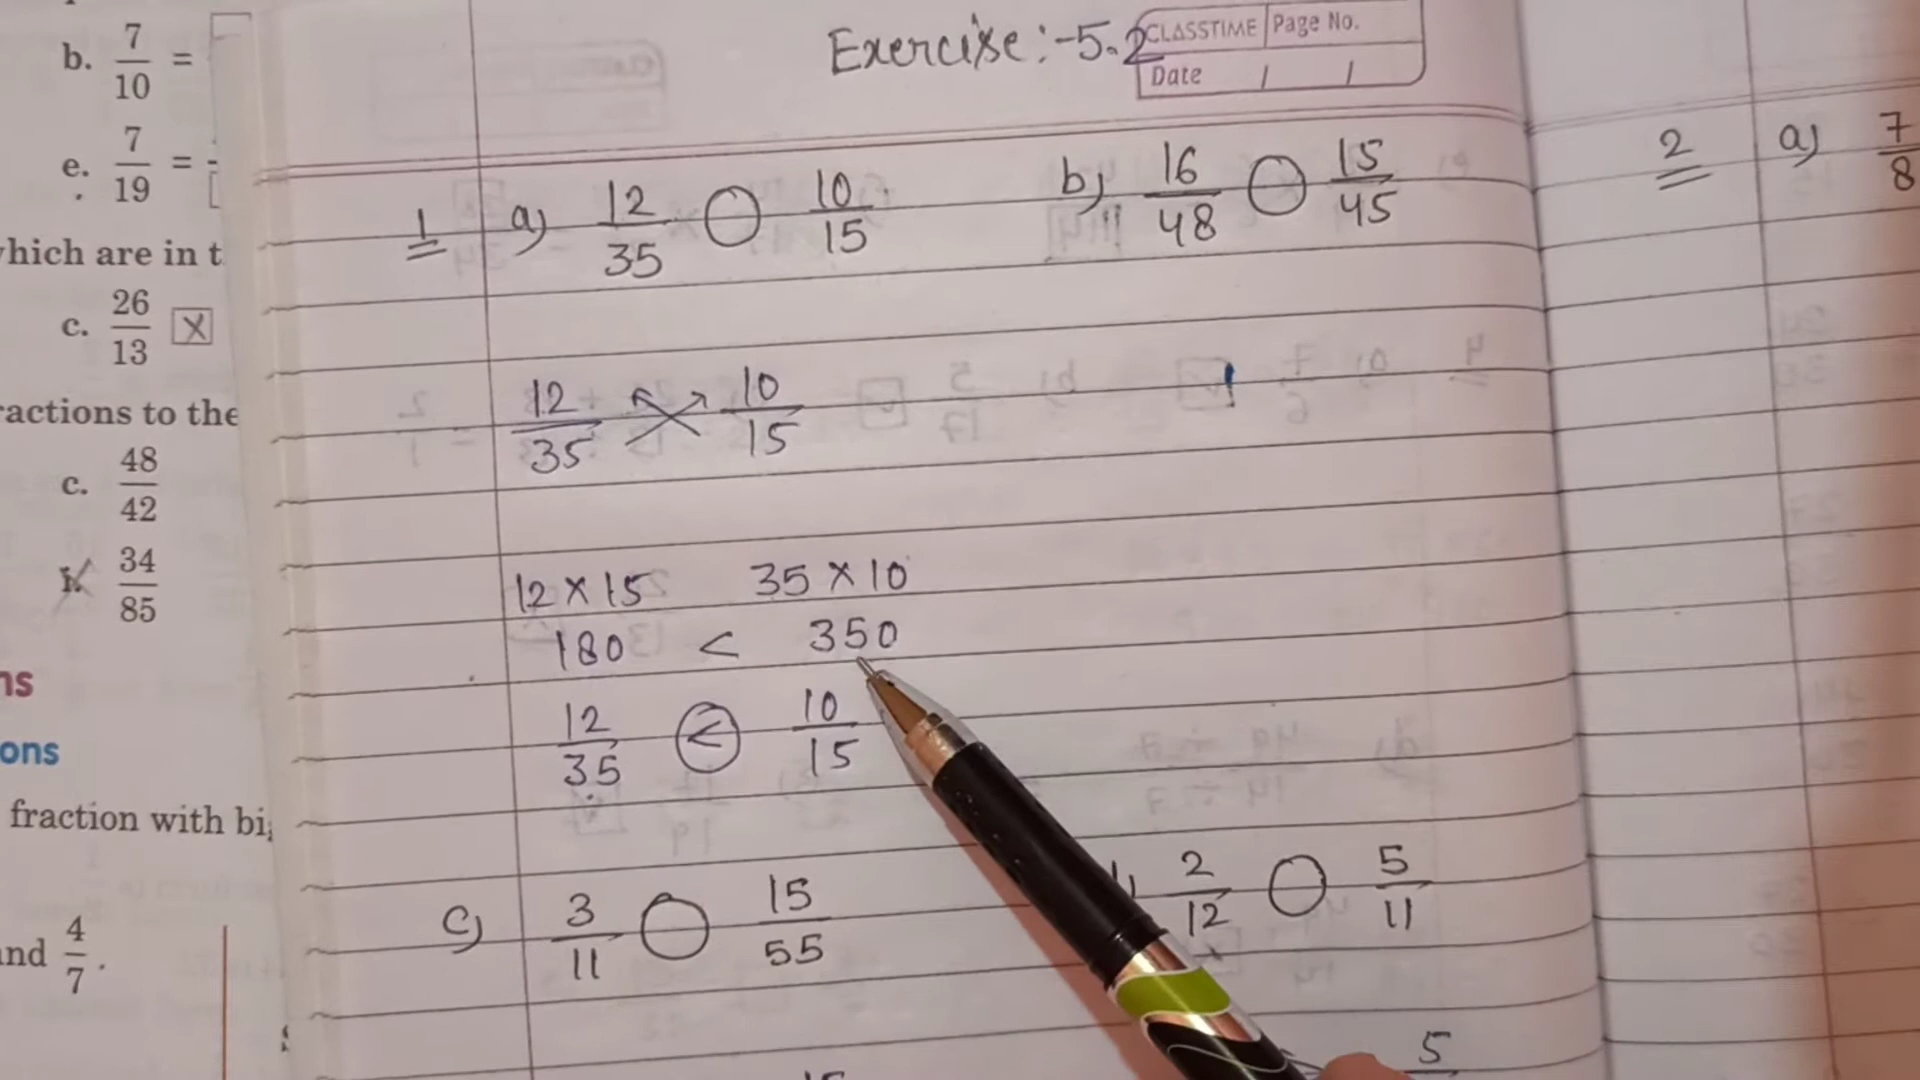 b. 7/10 =
e. 7/19 =
which are in t
c. 26/13 X
ractions to the
c. 48/42
34/85
ns
ons
fraction with bi
and 4/7.
Exercise:-5.2
CLASSTIME Page No.
Date / /
1 a) 12/35 ○ 10/15 b) 16/48 ○ 15/45
12/35 10/15
12×15 35×10
180 < 350
12/35 < 10/15
c) 3/11 ○ 15/55 2/12 ○ 5/11
5
2 a) 7/8